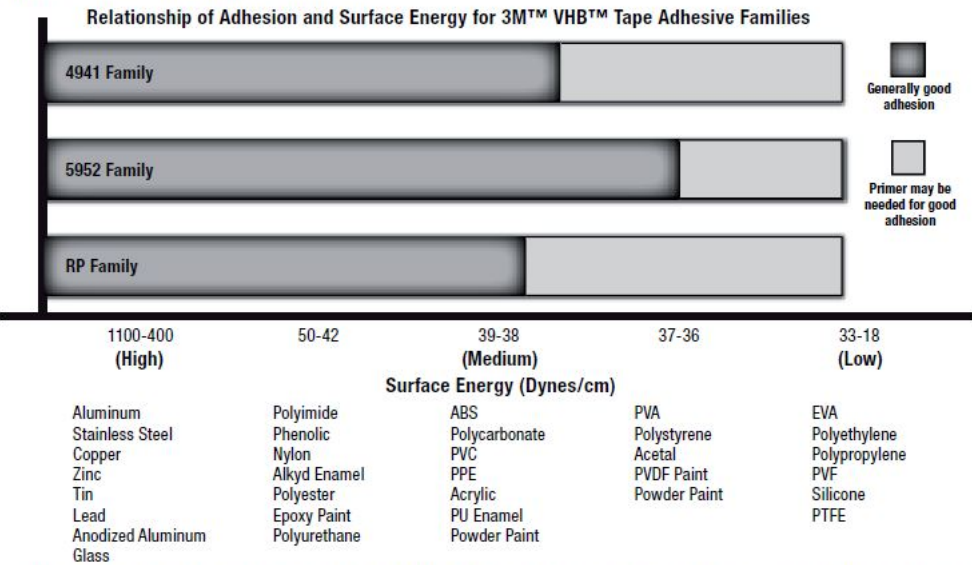 Relationship of Adhesion and Surface Energy for 3M™ VHB™ Tape Adhesive Families
4941 Family
Generally good
adhesion
5952 Family
Primer may be
needed for good
adhesion
RP Family
1100-400 50-42 39-38 37-36 33-18
(High) (Medium) (Low)
Surface Energy (Dynes/cm)
Aluminum Polyimide ABS PVA EVA
Stainless Steel Phenolic Polycarbonate Polystyrene Polyethylene
Copper Nylon PVC Acetal Polypropylene
Zinc Alkyd Enamel PPE PVDF Paint PVF
Tin Polyester Acrylic Powder Paint Silicone
Lead Epoxy Paint PU Enamel PTFE
Anodized Aluminum Polyurethane Powder Paint
Glass